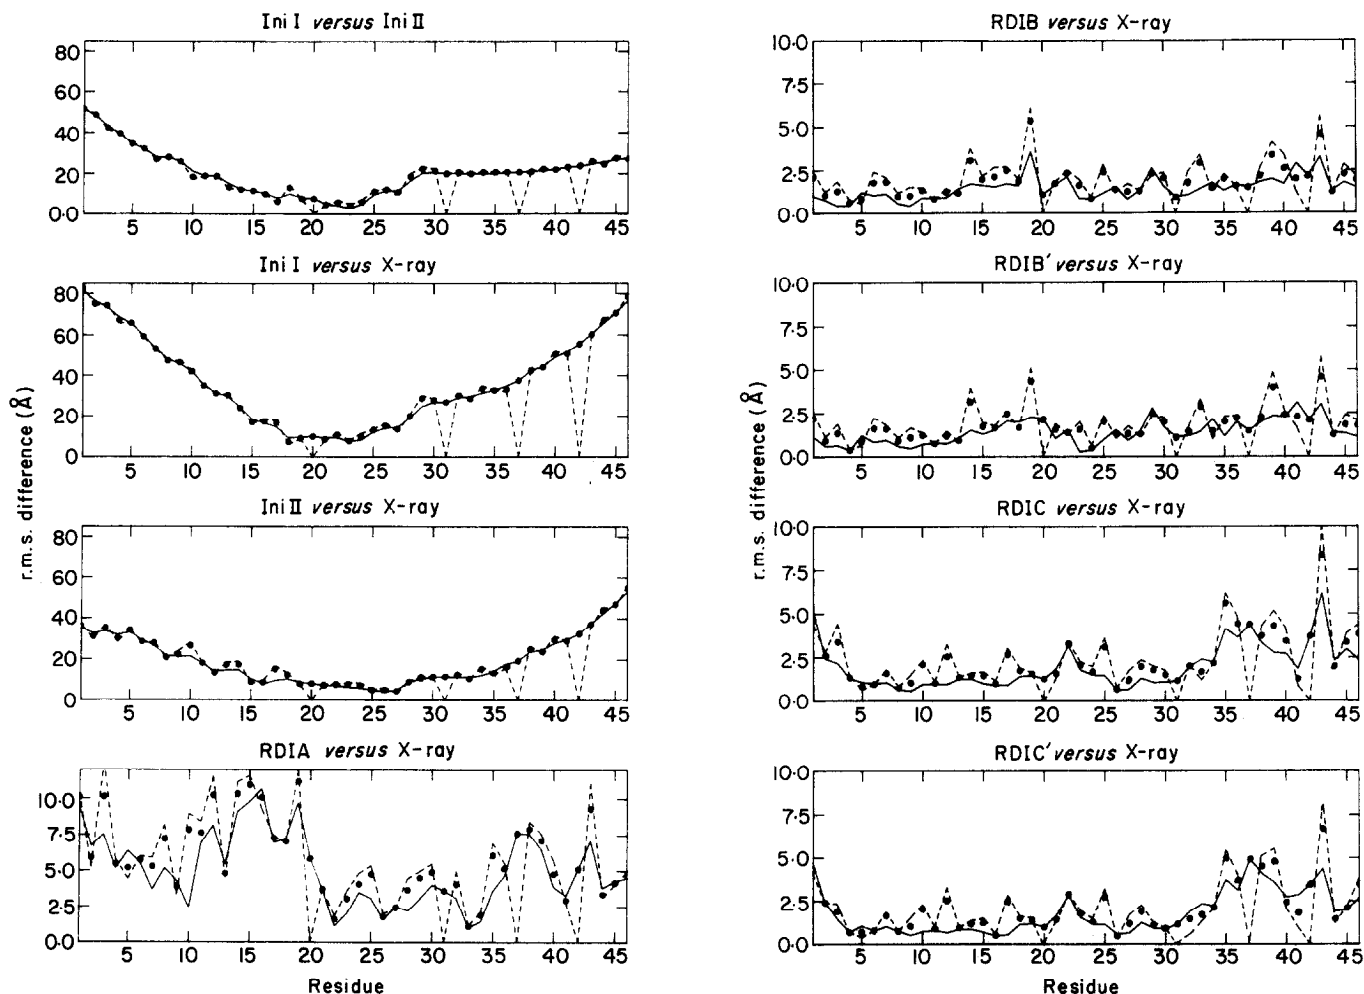 Ini I versus Ini II
80
60
40
20
0·0
5 10 15 20 25 30 35 40 45
Ini I versus X-ray
80
60
40
20
0
5 10 15 20 25 30 35 40 45
Ini II versus X-ray
80
60
40
20
0
5 10 15 20 25 30 35 40 45
RDIA versus X-ray
10·0
7·5
5·0
2·5
0·0
5 10 15 20 25 30 35 40 45
Residue
r.m.s. difference (Å)
RDIB versus X-ray
10·0
7·5
5·0
2·5
0·0
5 10 15 20 25 30 35 40 45
RDIB′ versus X-ray
10·0
7·5
5·0
2·5
0·0
5 10 15 20 25 30 35 40 45
RDIC versus X-ray
10·0
7·5
5·0
2·5
0·0
5 10 15 20 25 30 35 40 45
RDIC′ versus X-ray
10·0
7·5
5·0
2·5
0·0
5 10 15 20 25 30 35 40 45
Residue
r.m.s. difference (Å)